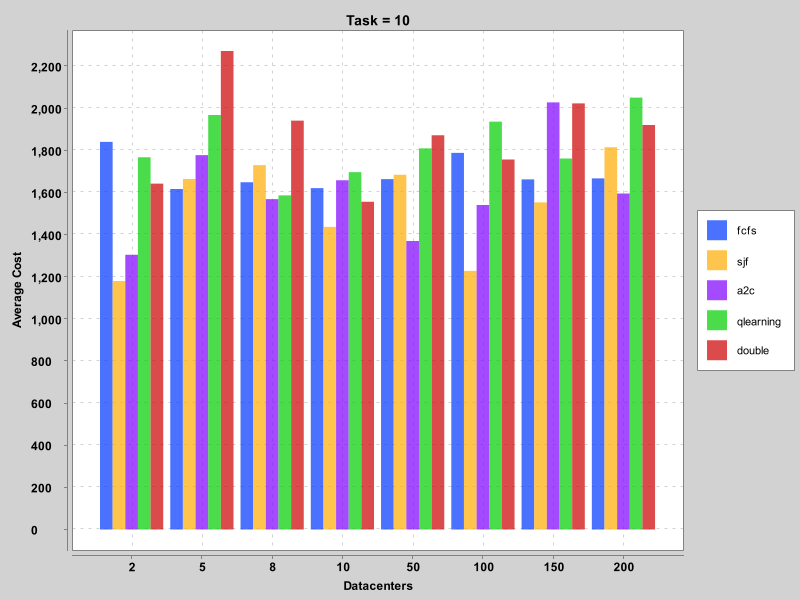 Task = 10
Average Cost
2,200
2,000
1,800
1,600
1,400
1,200
1,000
800
600
400
200
0
2 5 8 10 50 100 150 200
Datacenters
fcfs
sjf
a2c
qlearning
double